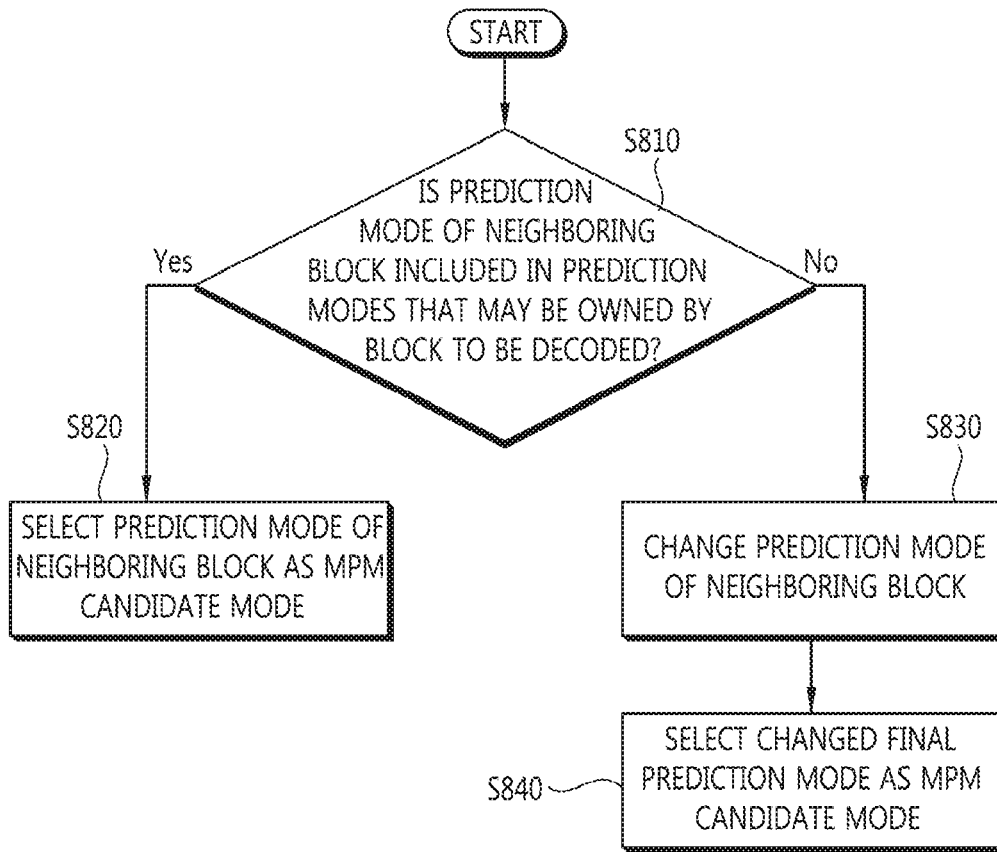 START
S810
IS PREDICTION
MODE OF NEIGHBORING
BLOCK INCLUDED IN PREDICTION
MODES THAT MAY BE OWNED BY
BLOCK TO BE DECODED?
Yes
No
S820
SELECT PREDICTION MODE OF
NEIGHBORING BLOCK AS MPM
CANDIDATE MODE
S830
CHANGE PREDICTION MODE
OF NEIGHBORING BLOCK
S840
SELECT CHANGED FINAL
PREDICTION MODE AS MPM
CANDIDATE MODE